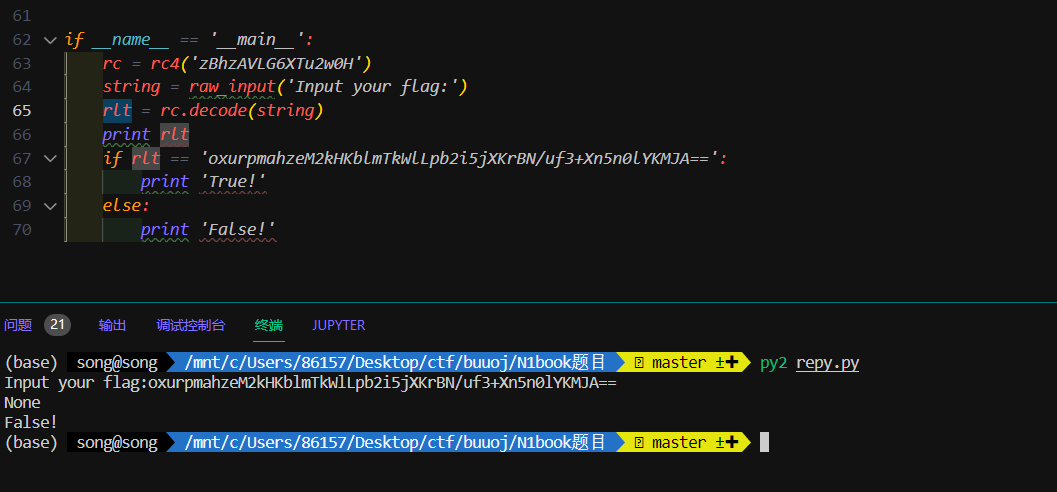 61
62 if __name__ == '__main__':
63 rc = rc4('zBhzAVLG6XTu2w0H')
64 string = raw_input('Input your flag:')
65 rlt = rc.decode(string)
66 print rlt
67 if rlt == 'oxurpmahzeM2kHKblmTkWlLpb2i5jXKrBN/uf3+Xn5n0lYKMJA==':
68 print 'True!'
69 else:
70 print 'False!'
问题 21 输出 调试控制台 终端 JUPYTER
(base) song@song /mnt/c/Users/86157/Desktop/ctf/buuoj/N1book题目 master ±✚ py2 repy.py
Input your flag:oxurpmahzeM2kHKblmTkWlLpb2i5jXKrBN/uf3+Xn5n0lYKMJA==
None
False!
(base) song@song /mnt/c/Users/86157/Desktop/ctf/buuoj/N1book题目 master ±✚